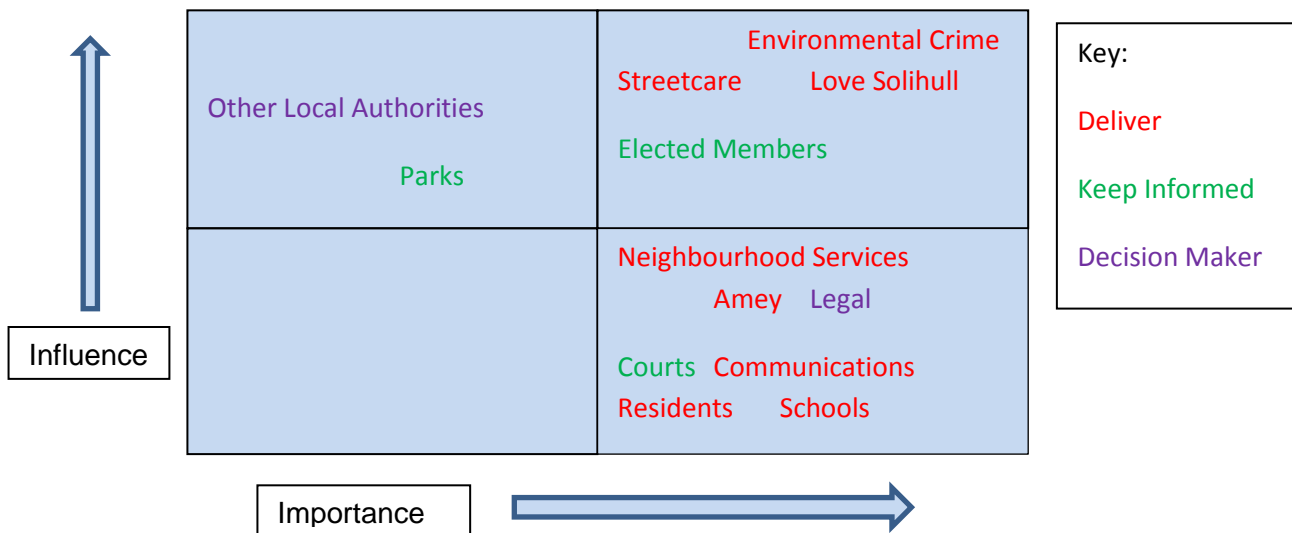 Other Local Authorities
Parks
Environmental Crime
Streetcare Love Solihull
Elected Members
Neighbourhood Services
Amey Legal
Courts Communications
Residents Schools
Key:
Deliver
Keep Informed
Decision Maker
Influence
Importance